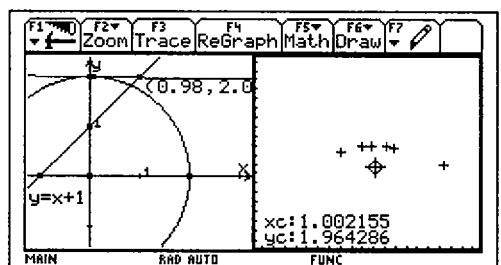 F1 F2 F3 F4 F5 F6 F7
Zoom Trace ReGraph Math Draw
y
(0.98, 2.0
1
1 x
y=x+1
xc:1.002155
yc:1.964286
MAIN RAD AUTO FUNC